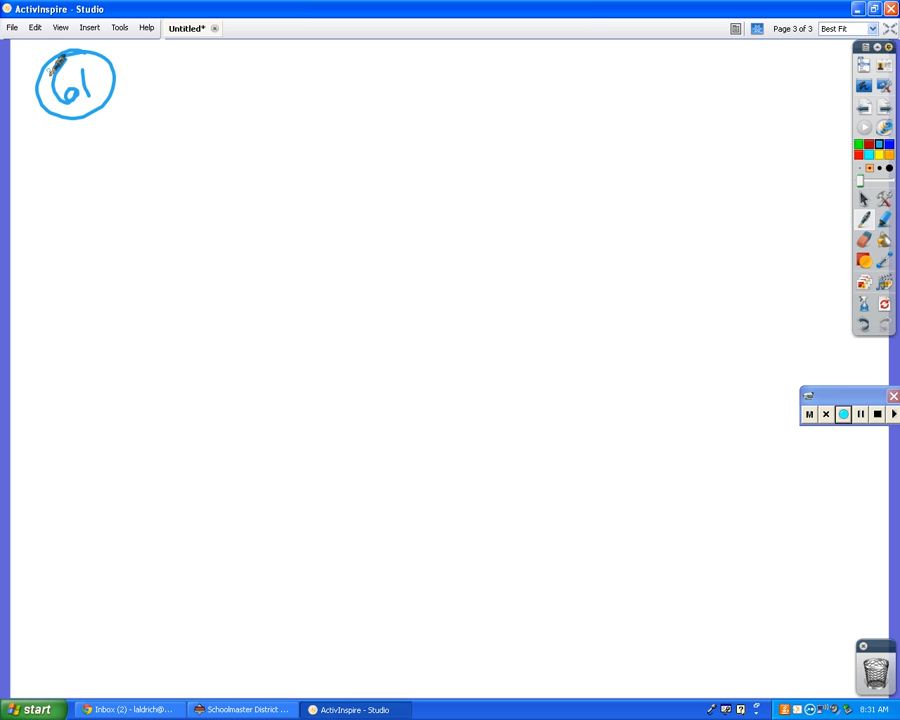 ActivInspire - Studio
File Edit View Insert Tools Help Untitled* Page 3 of 3 Best Fit
61
M
start Inbox (2) - laldrich@... Schoolmaster District ... ActivInspire - Studio 8:31 AM